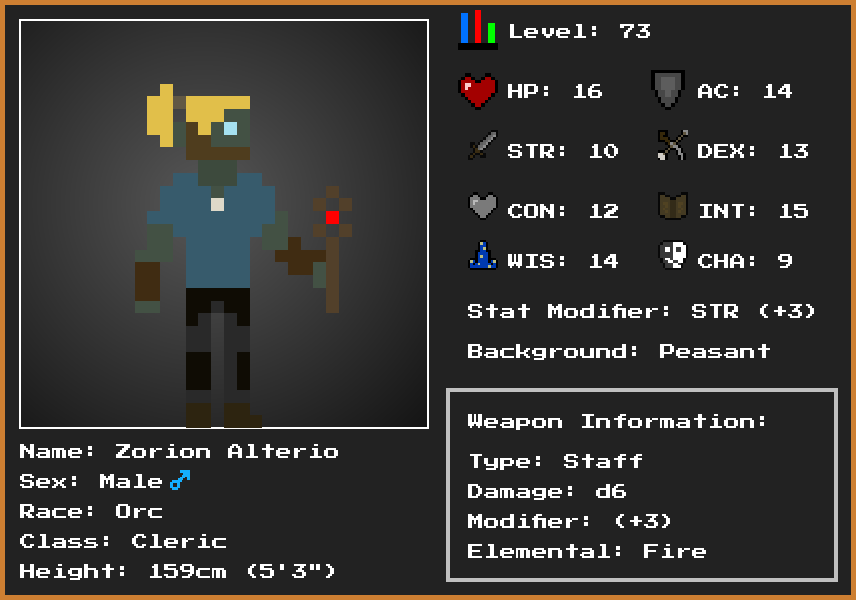 Level: 73
HP: 16
AC: 14
STR: 10
DEX: 13
CON: 12
INT: 15
WIS: 14
CHA: 9
Stat Modifier: STR (+3)
Background: Peasant
Weapon Information:
Type: Staff
Damage: d6
Modifier: (+3)
Elemental: Fire
Name: Zorion Alterio
Sex: Male♂
Race: Orc
Class: Cleric
Height: 159cm (5'3")